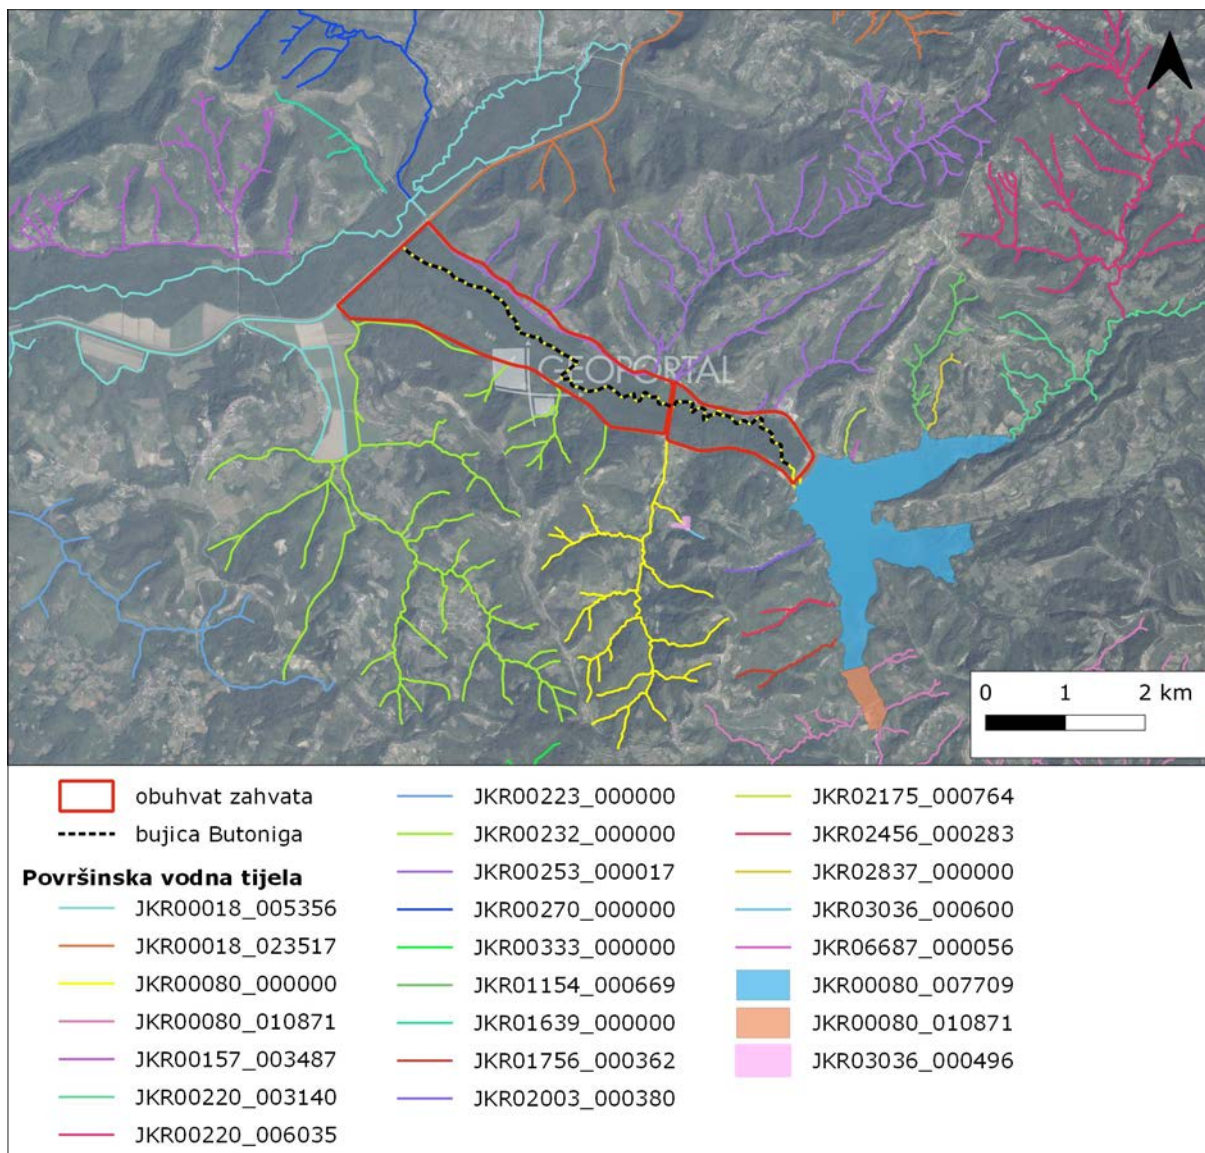 GEOPORTAL
0 1 2 km
obuhvat zahvata
bujica Butoniga
Površinska vodna tijela
JKR00018_005356
JKR00018_023517
JKR00080_000000
JKR00080_010871
JKR00157_003487
JKR00220_003140
JKR00220_006035
JKR00223_000000
JKR00232_000000
JKR00253_000017
JKR00270_000000
JKR00333_000000
JKR01154_000669
JKR01639_000000
JKR01756_000362
JKR02003_000380
JKR02175_000764
JKR02456_000283
JKR02837_000000
JKR03036_000600
JKR06687_000056
JKR00080_007709
JKR00080_010871
JKR03036_000496